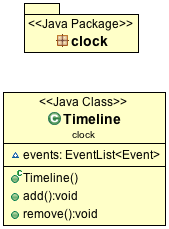 <<Java Package>>
clock
<<Java Class>>
Timeline
clock
events: EventList<Event>
Timeline()
add():void
remove():void